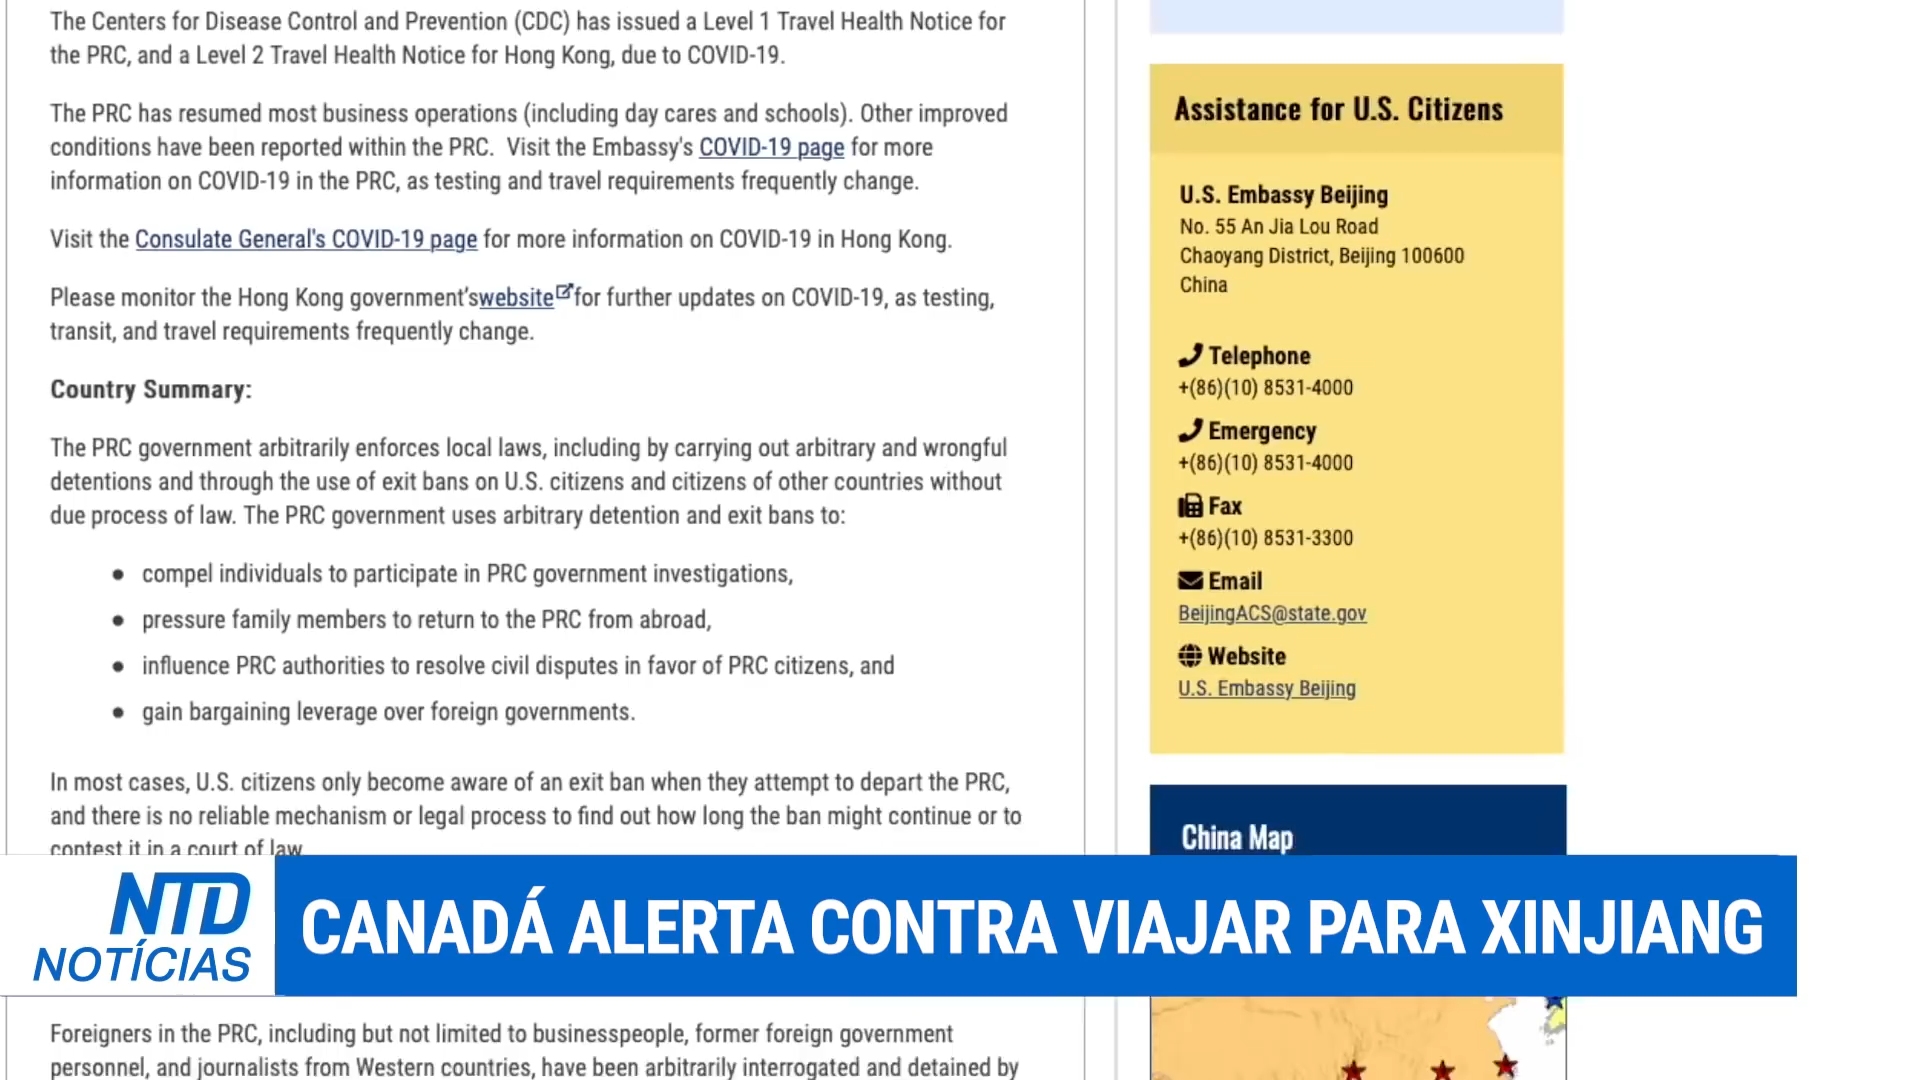 The Centers for Disease Control and Prevention (CDC) has issued a Level 1 Travel Health Notice for
the PRC, and a Level 2 Travel Health Notice for Hong Kong, due to COVID-19.
The PRC has resumed most business operations (including day cares and schools). Other improved
conditions have been reported within the PRC.  Visit the Embassy's COVID-19 page for more
information on COVID-19 in the PRC, as testing and travel requirements frequently change.
Visit the Consulate General's COVID-19 page for more information on COVID-19 in Hong Kong.
Please monitor the Hong Kong government’swebsite for further updates on COVID-19, as testing,
transit, and travel requirements frequently change.
Country Summary:
The PRC government arbitrarily enforces local laws, including by carrying out arbitrary and wrongful
detentions and through the use of exit bans on U.S. citizens and citizens of other countries without
due process of law. The PRC government uses arbitrary detention and exit bans to:
• compel individuals to participate in PRC government investigations,
• pressure family members to return to the PRC from abroad,
• influence PRC authorities to resolve civil disputes in favor of PRC citizens, and
• gain bargaining leverage over foreign governments.
In most cases, U.S. citizens only become aware of an exit ban when they attempt to depart the PRC,
and there is no reliable mechanism or legal process to find out how long the ban might continue or to
contest it in a court of law.
Foreigners in the PRC, including but not limited to businesspeople, former foreign government
personnel, and journalists from Western countries, have been arbitrarily interrogated and detained by
Assistance for U.S. Citizens
U.S. Embassy Beijing
No. 55 An Jia Lou Road
Chaoyang District, Beijing 100600
China
Telephone
+(86)(10) 8531-4000
Emergency
+(86)(10) 8531-4000
Fax
+(86)(10) 8531-3300
Email
BeijingACS@state.gov
Website
U.S. Embassy Beijing
China Map
NTD
NOTÍCIAS
CANADÁ ALERTA CONTRA VIAJAR PARA XINJIANG